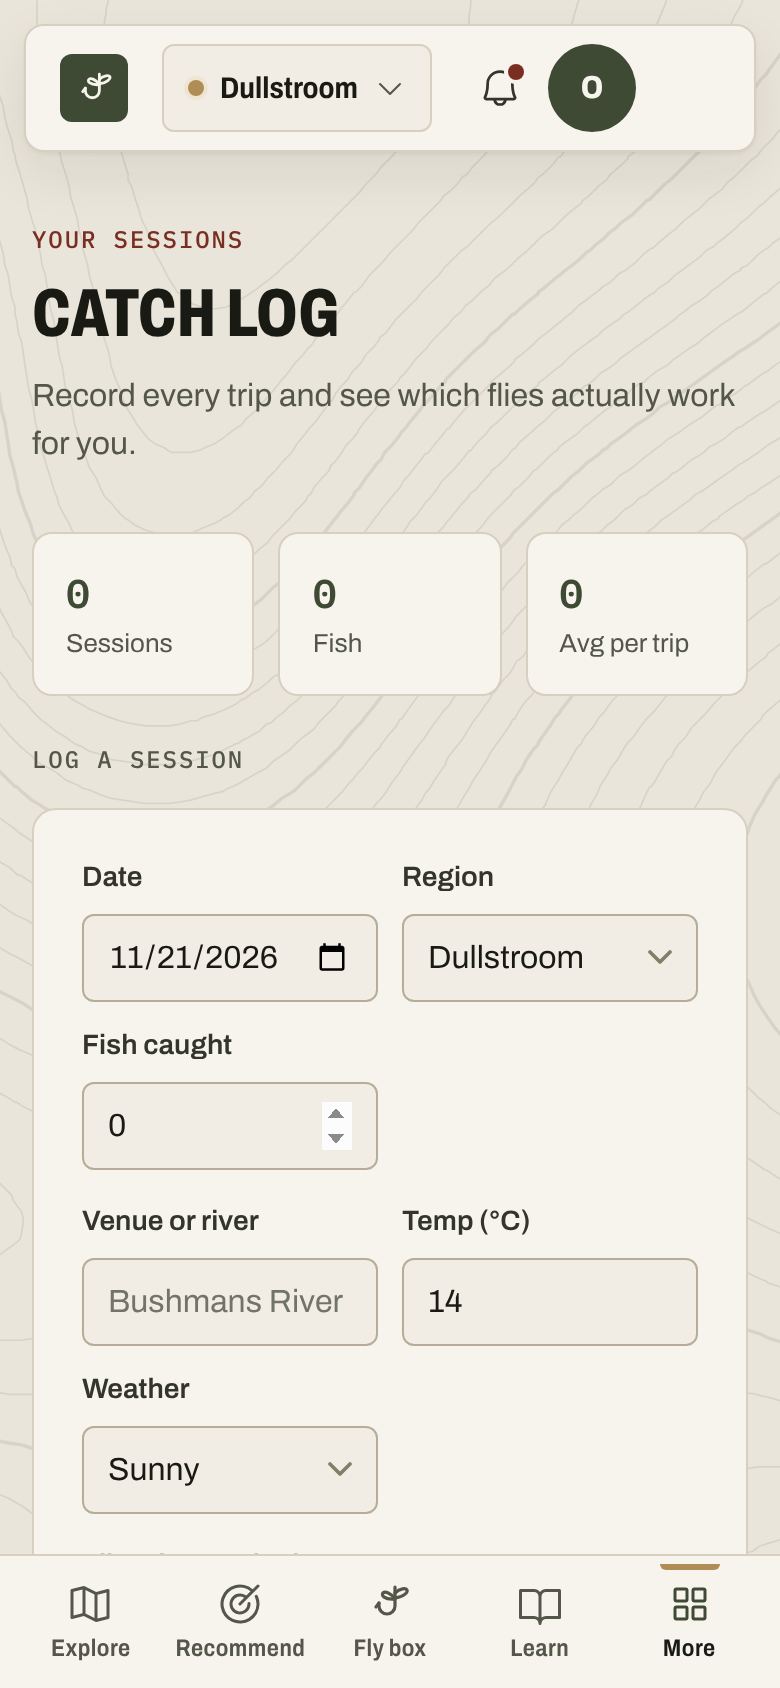 Dullstroom
O
YOUR SESSIONS
CATCH LOG
Record every trip and see which flies actually work
for you.
0 0 0
Sessions Fish Avg per trip
LOG A SESSION
Date Region
11/21/2026 Dullstroom
Fish caught
0
Venue or river Temp (°C)
Bushmans River 14
Weather
Sunny
Explore Recommend Fly box Learn More